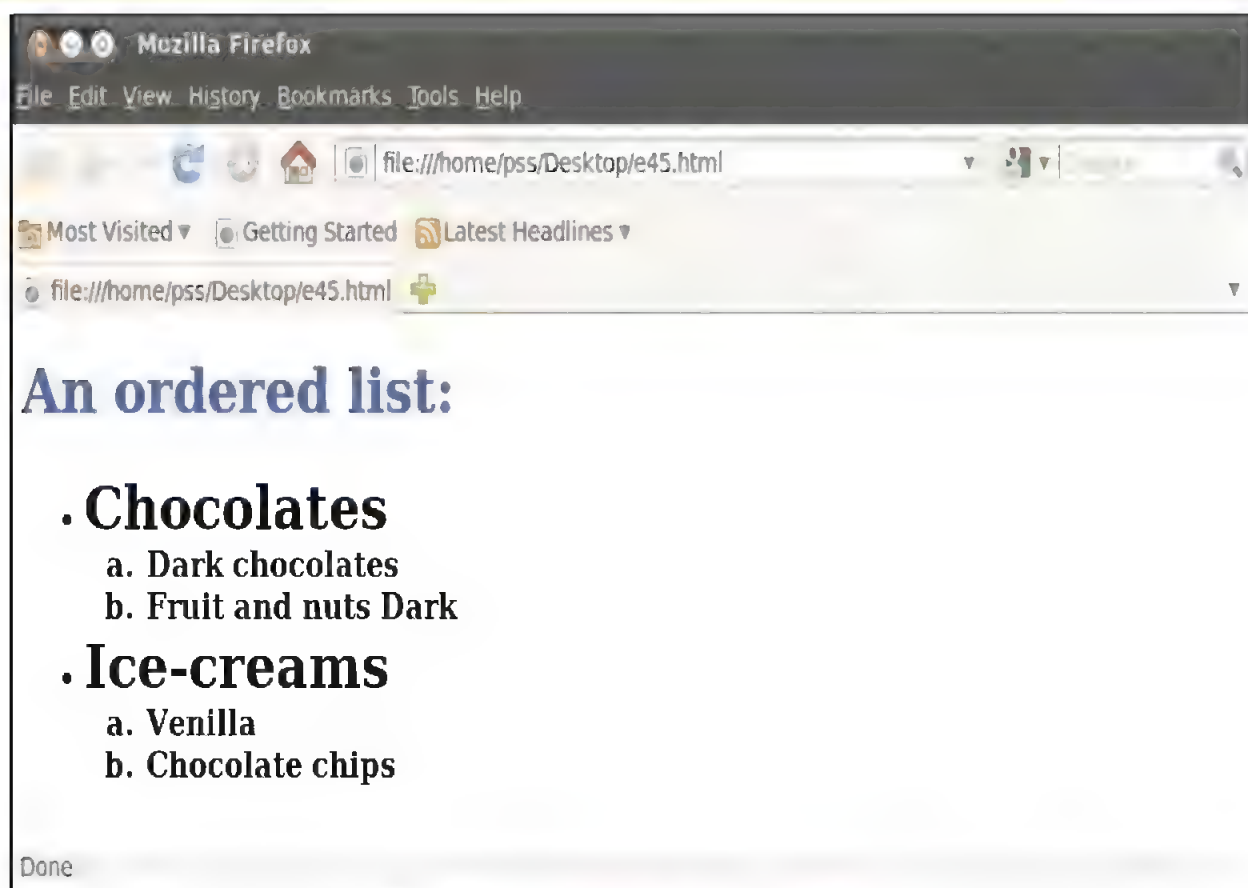 Mozilla Firefox
File Edit View History Bookmarks Tools Help
file:///home/pss/Desktop/e45.html
Most Visited Getting Started Latest Headlines
file:///home/pss/Desktop/e45.html
An ordered list:
• Chocolates
a. Dark chocolates
b. Fruit and nuts Dark
• Ice-creams
a. Venilla
b. Chocolate chips
Done